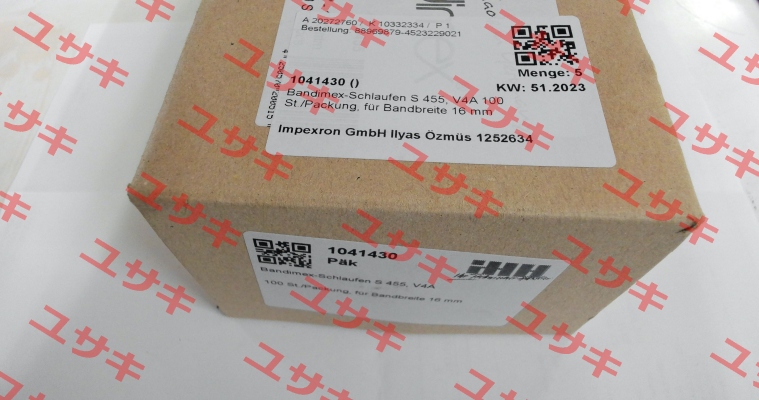 A 20272760 / K 10332334 / P 1
Bestellung: 88969879-4523229021
Menge: 5
KW: 51.2023
1041430 ()
Bandimex-Schlaufen S 455, V4A 100
St./Packung, für Bandbreite 16 mm
Impexron GmbH Ilyas Özmüs 1252634
1041430
Päk
Bandimex-Schlaufen S 455, V4A
100 St./Packung, für Bandbreite 16 mm
ユサキ